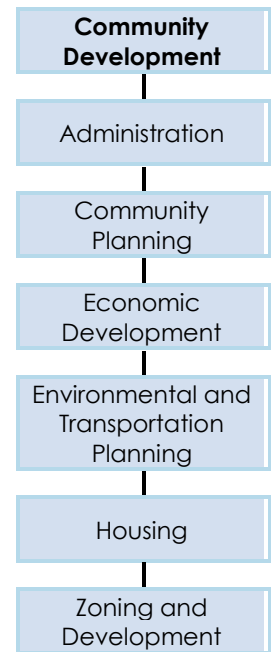 Community
Development
Administration
Community
Planning
Economic
Development
Environmental and
Transportation
Planning
Housing
Zoning and
Development